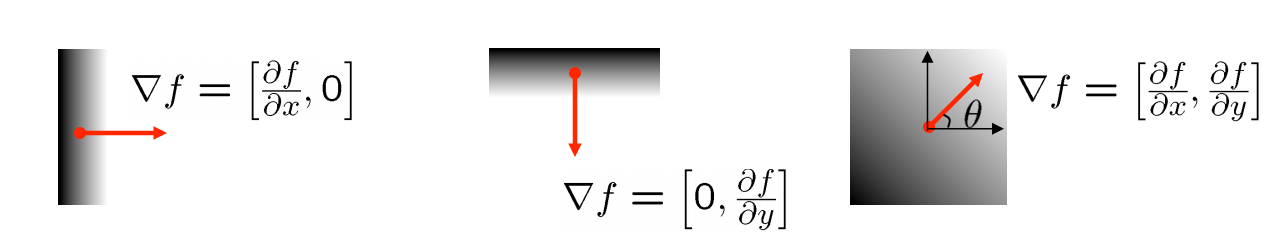 ∇f = [∂f/∂x, 0]
∇f = [0, ∂f/∂y]
θ
∇f = [∂f/∂x, ∂f/∂y]